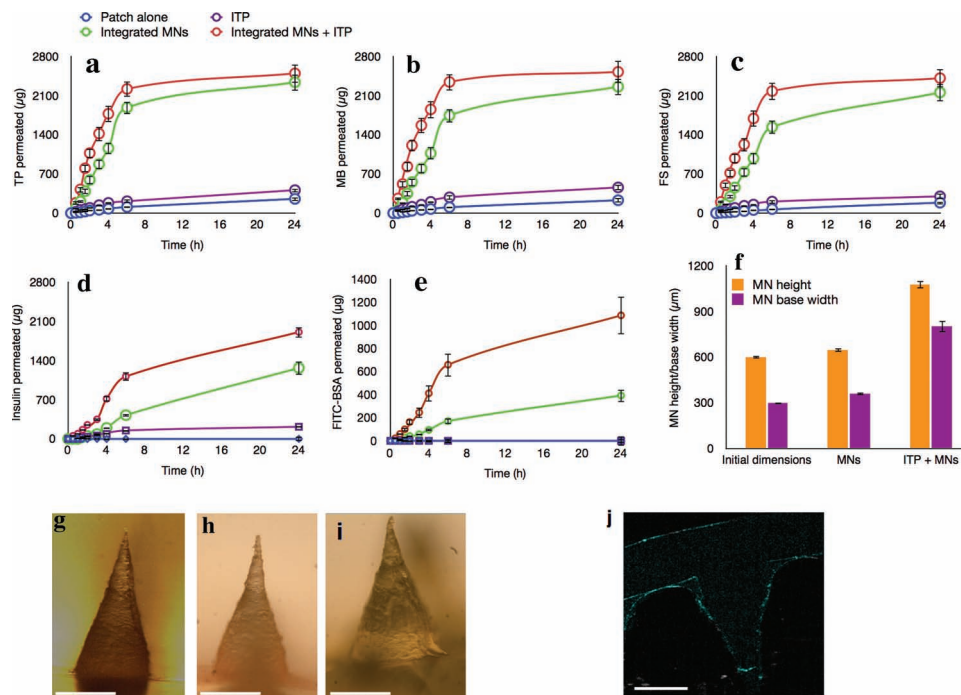 Patch alone
ITP
Integrated MNs
Integrated MNs + ITP
a
2800
2100
1400
700
0
TP permeated (µg)
0 4 8 12 16 20 24
Time (h)
b
2800
2100
1400
700
0
MB permeated (µg)
0 4 8 12 16 20 24
Time (h)
c
2800
2100
1400
700
0
FS permeated (µg)
0 4 8 12 16 20 24
Time (h)
d
2800
2100
1400
700
0
Insulin permeated (µg)
0 4 8 12 16 20 24
Time (h)
e
1400
1200
1000
800
600
400
200
0
FITC-BSA permeated (µg)
0 4 8 12 16 20 24
Time (h)
f
MN height
MN base width
1200
900
600
300
0
MN height/base width (µm)
Initial dimensions MNs ITP + MNs
g
h
i
j